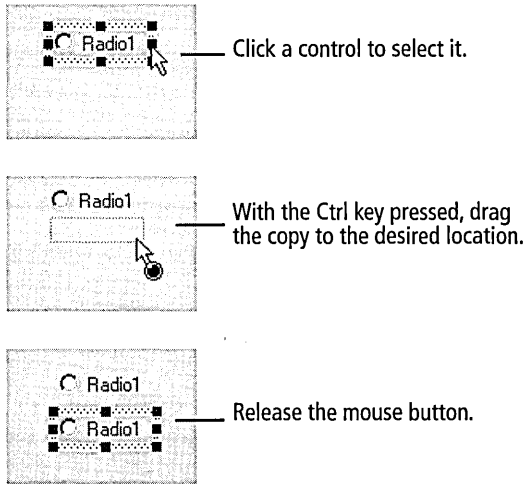 Radio1
Click a control to select it.
Radio1
With the Ctrl key pressed, drag
the copy to the desired location.
Radio1
Radio1
Release the mouse button.